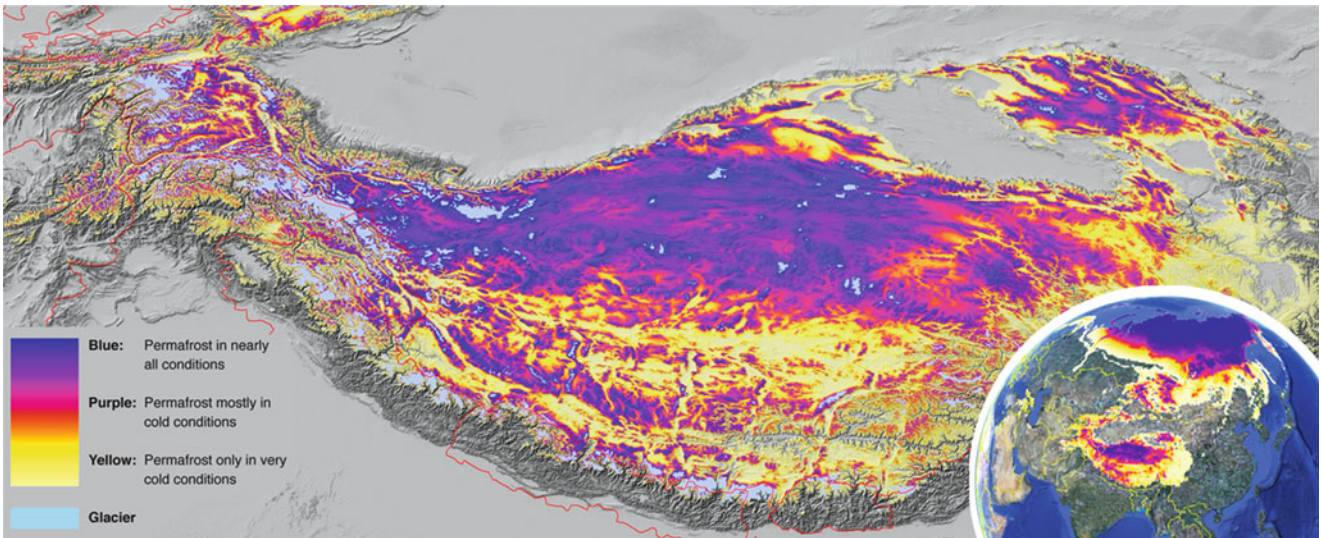 Blue: Permafrost in nearly
all conditions
Purple: Permafrost mostly in
cold conditions
Yellow: Permafrost only in very
cold conditions
Glacier